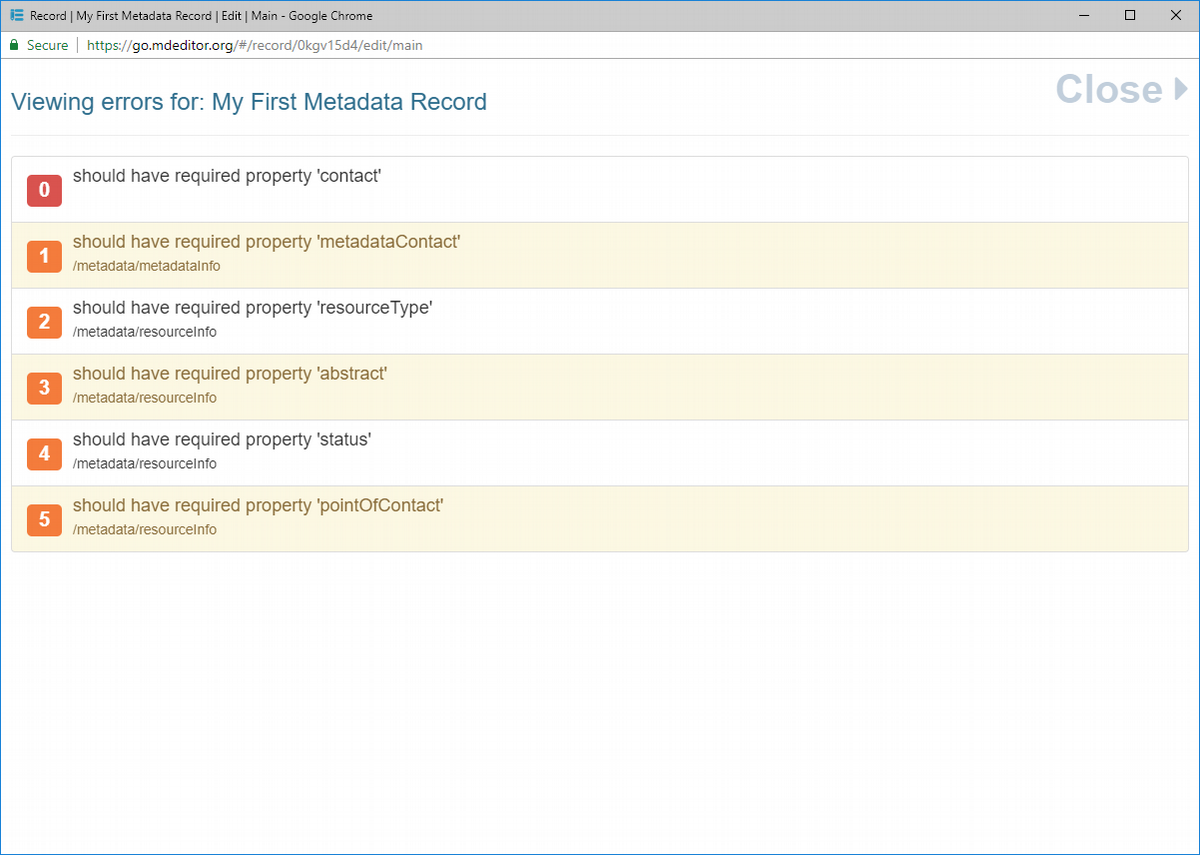 Record | My First Metadata Record | Edit | Main - Google Chrome
Secure | https://go.mdeditor.org/#/record/0kgv15d4/edit/main
Close
Viewing errors for: My First Metadata Record
0 should have required property 'contact'
1 should have required property 'metadataContact'
/metadata/metadataInfo
2 should have required property 'resourceType'
/metadata/resourceInfo
3 should have required property 'abstract'
/metadata/resourceInfo
4 should have required property 'status'
/metadata/resourceInfo
5 should have required property 'pointOfContact'
/metadata/resourceInfo